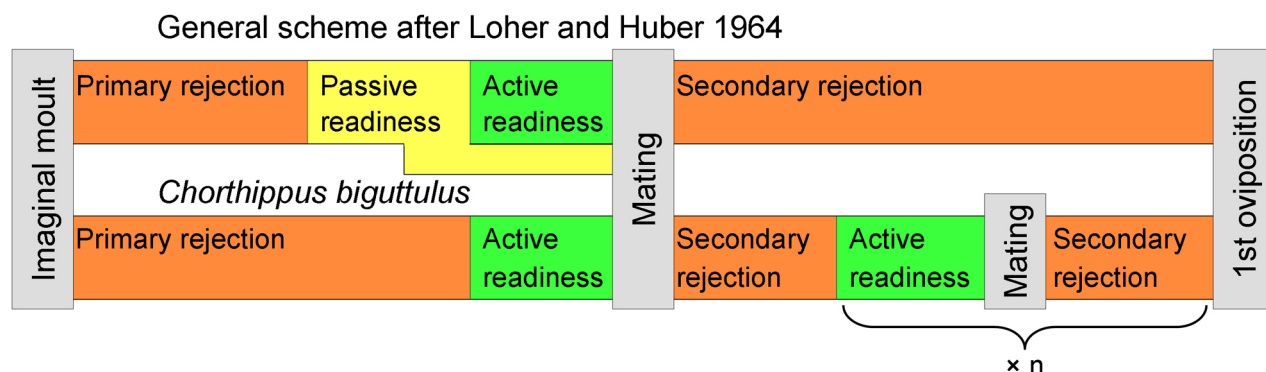 General scheme after Loher and Huber 1964
Imaginal moult
Primary rejection
Passive
readiness
Active
readiness
Mating
Secondary rejection
1st oviposition
Chorthippus biguttulus
Primary rejection
Active
readiness
Secondary
rejection
Active
readiness
Mating
Secondary
rejection
× n